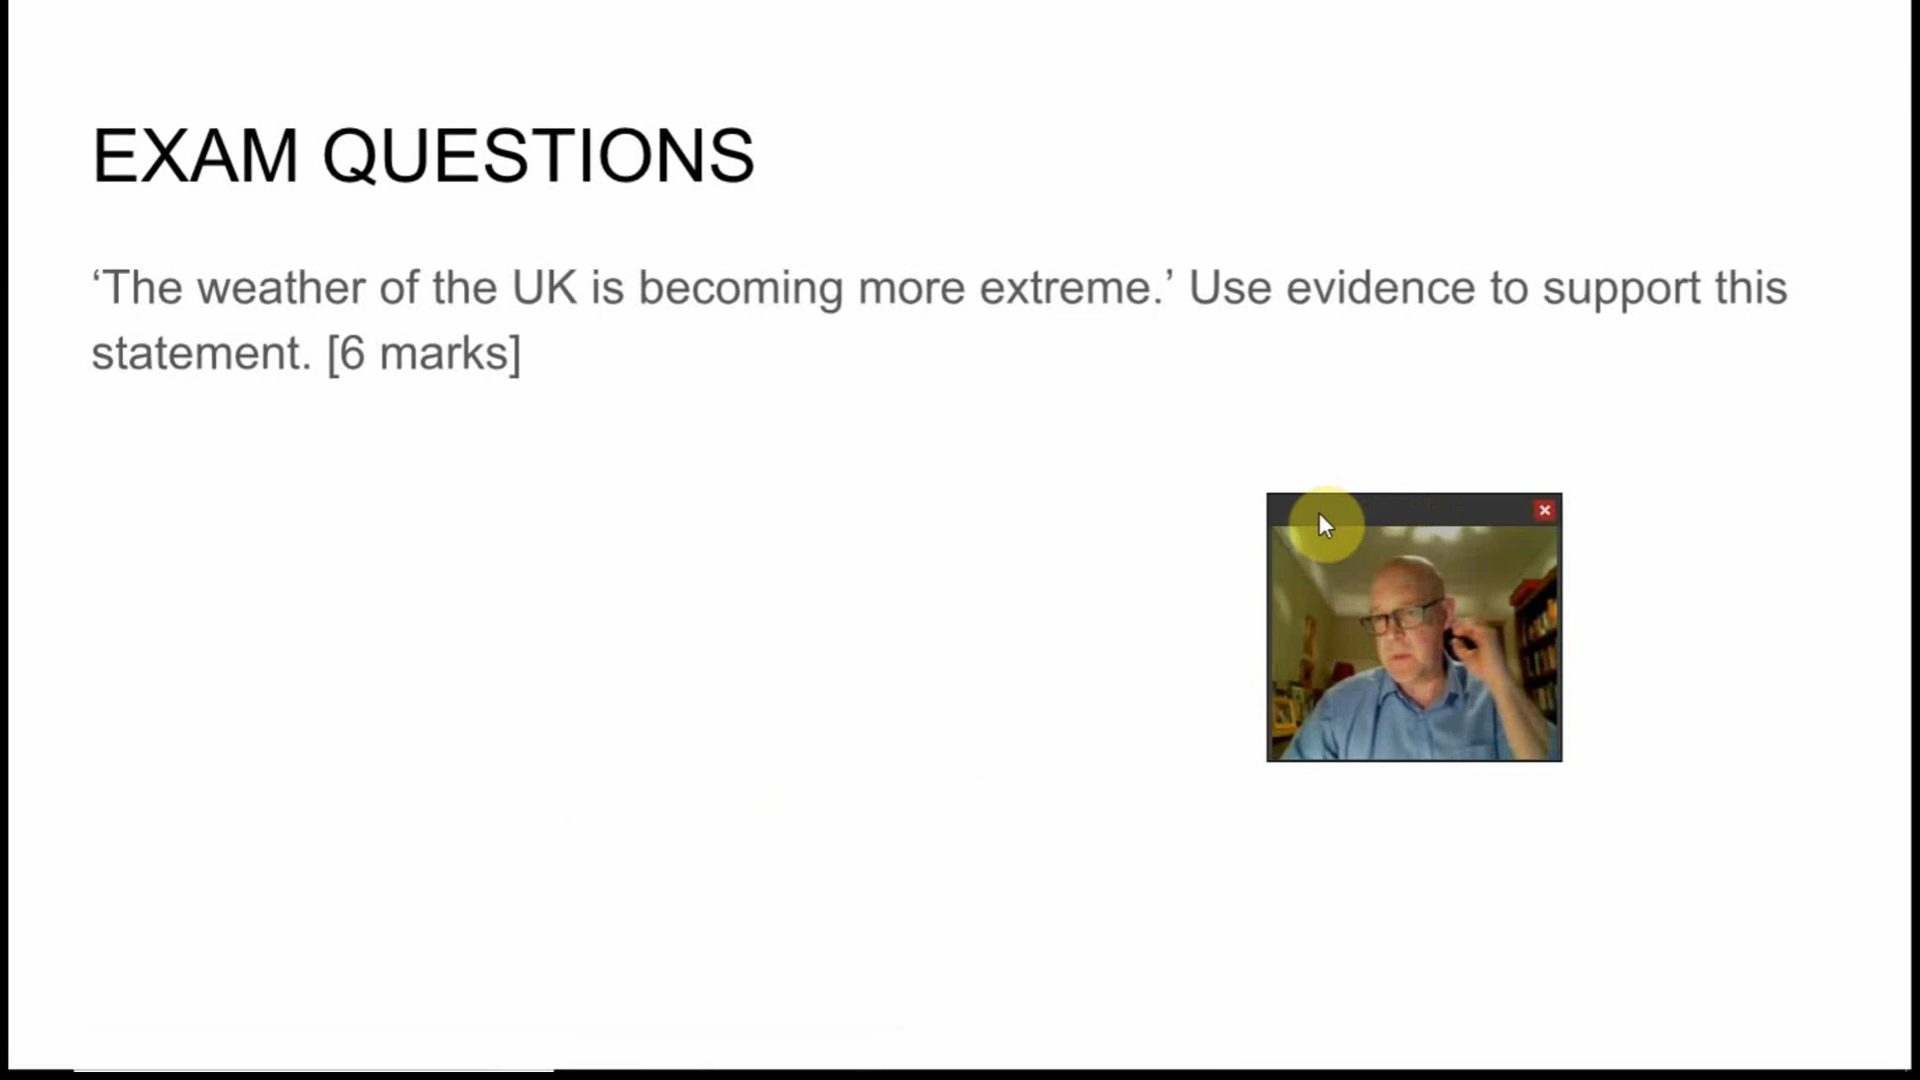 EXAM QUESTIONS
‘The weather of the UK is becoming more extreme.’ Use evidence to support this
statement. [6 marks]